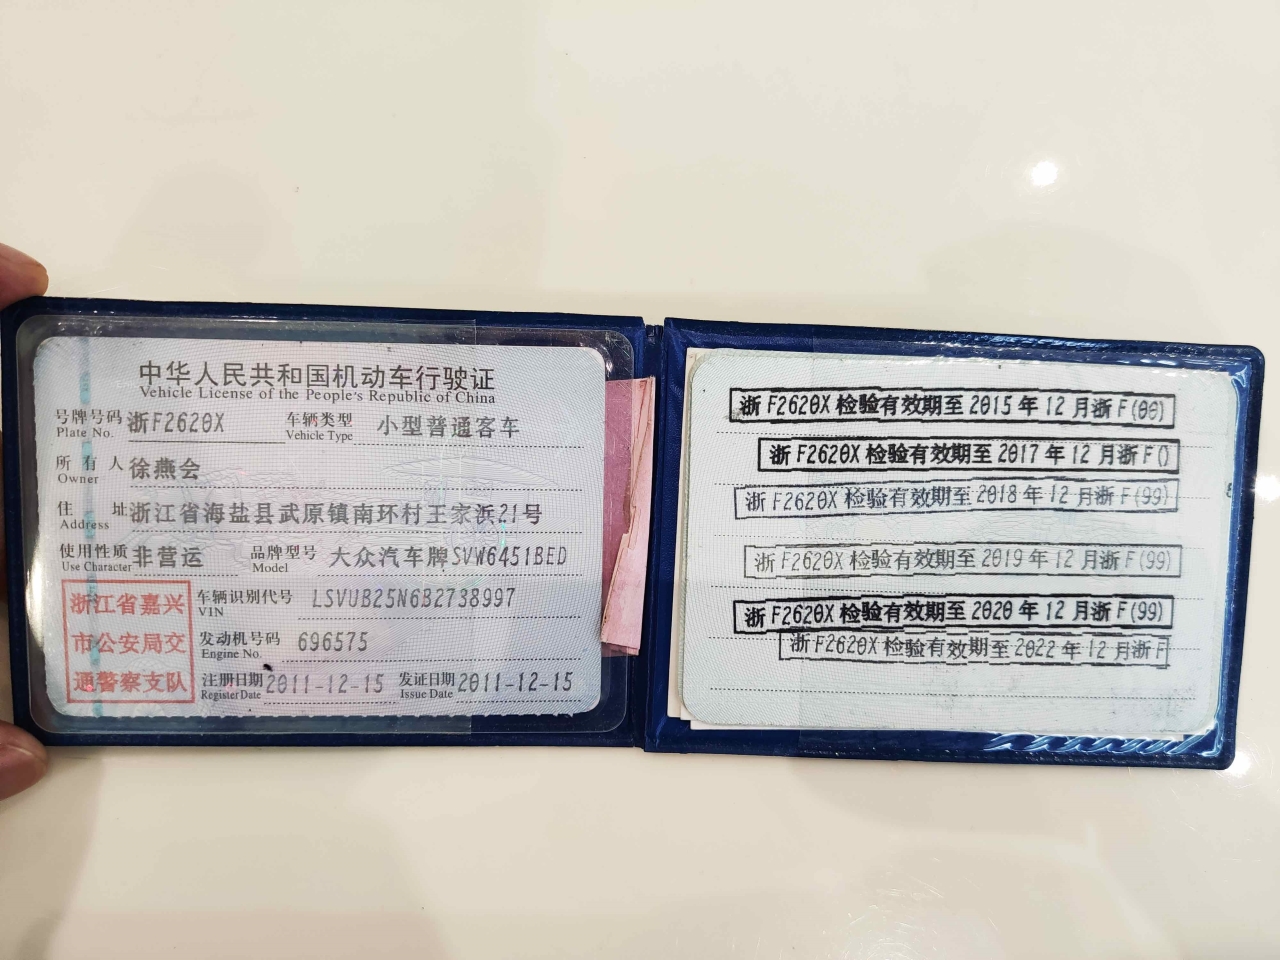 中华人民共和国机动车行驶证
Vehicle License of the People's Republic of China
号牌号码 浙F2620X 车辆类型 小型普通客车
Plate No. Vehicle Type
所有人 徐燕会
Owner
住址 浙江省海盐县武原镇南环村王家浜21号
Address
使用性质 非营运 品牌型号 大众汽车牌SVW6451BED
Use Character Model
浙江省嘉兴
市公安局交
通警察支队
车辆识别代号 LSVUB25N6B2738997
VIN
发动机号码 696575
Engine No.
注册日期 2011-12-15 发证日期 2011-12-15
Register Date Issue Date
浙F2620X检验有效期至2015年12月浙F(00)
浙F2620X检验有效期至2017年12月浙F()
浙F2620X检验有效期至2018年12月浙F(99)
浙F2620X检验有效期至2019年12月浙F(99)
浙F2620X检验有效期至2020年12月浙F(99)
浙F2620X检验有效期至2022年12月浙F